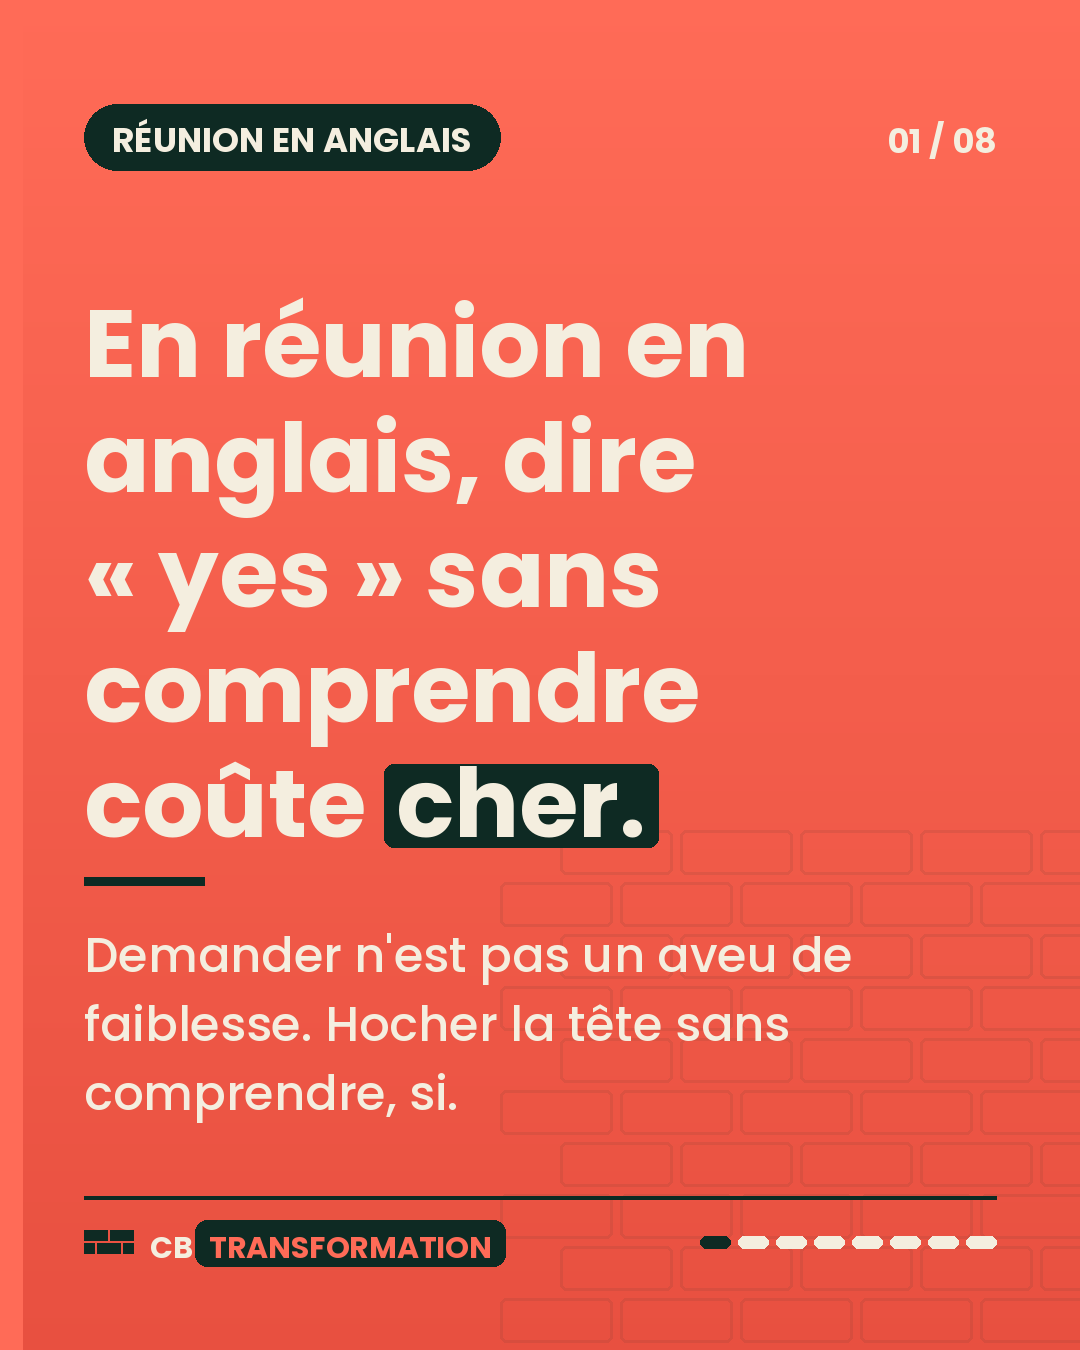 RÉUNION EN ANGLAIS
01 / 08
En réunion en
anglais, dire
« yes » sans
comprendre
coûte cher.
Demander n'est pas un aveu de
faiblesse. Hocher la tête sans
comprendre, si.
CB TRANSFORMATION